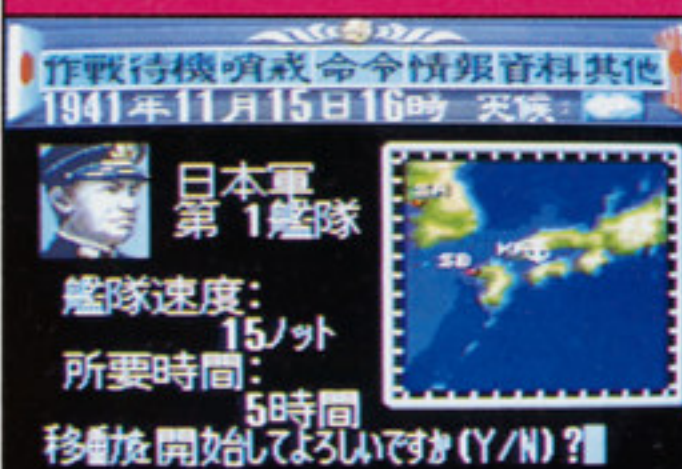 作戦待機哨戒命令情報資料其他
1941年11月15日16時 天候
日本軍
第 1艦隊
艦隊速度:
15ノット
所要時間:
58時間
SB
移動を開始してよろしいですか(Y/N)?